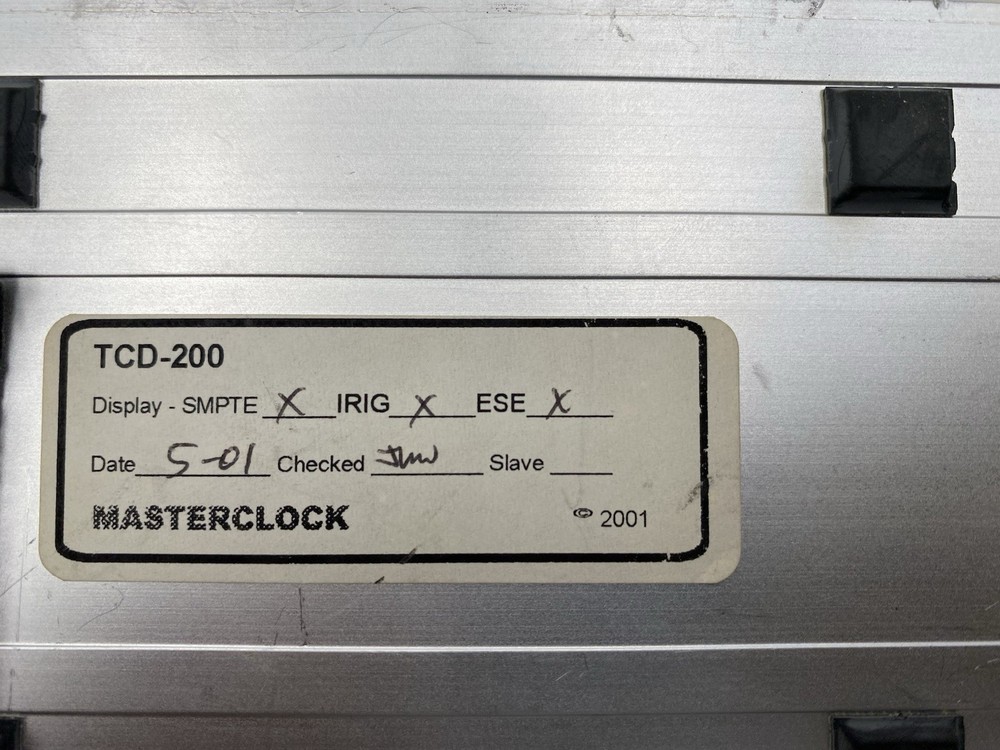 TCD-200
Display - SMPTE X IRIG X ESE X
Date 5-01 Checked Slave
MASTERCLOCK © 2001